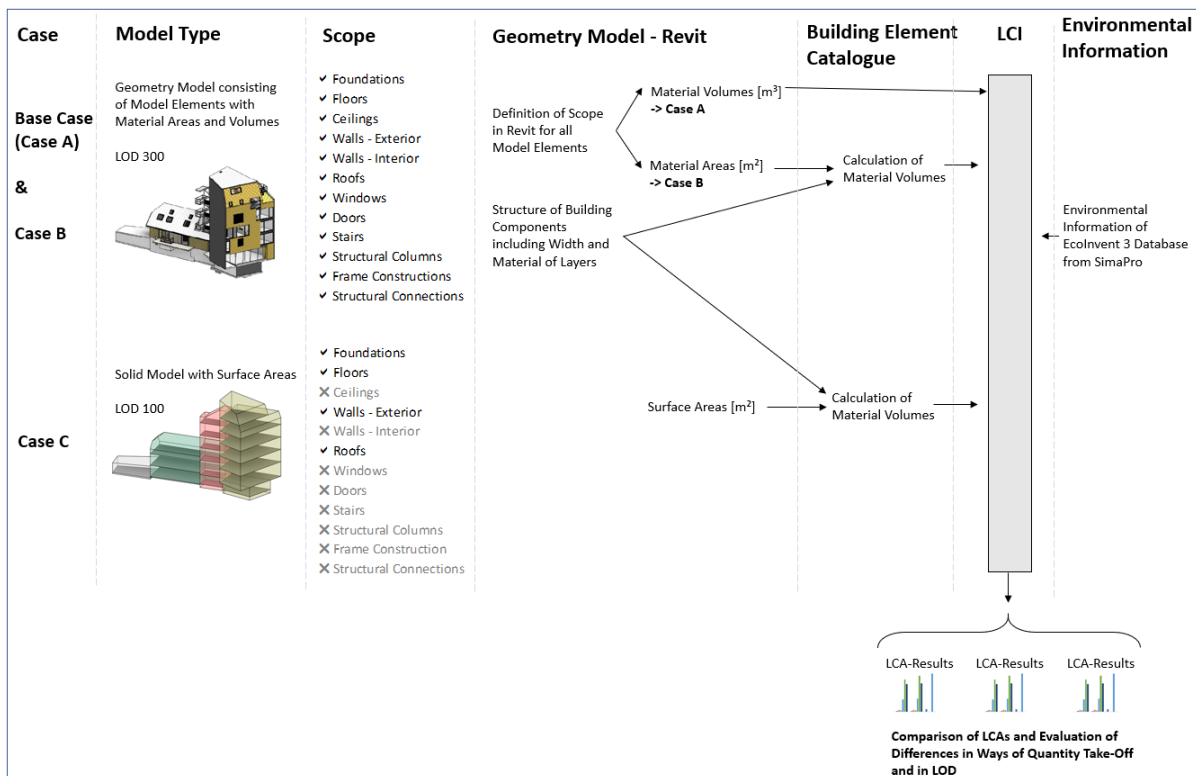 Case
Model Type
Scope
Geometry Model - Revit
Building Element
Catalogue
LCI
Environmental
Information
Base Case
(Case A)
&
Case B
Geometry Model consisting
of Model Elements with
Material Areas and Volumes
LOD 300
✓ Foundations
✓ Floors
✓ Ceilings
✓ Walls - Exterior
✓ Walls - Interior
✓ Roofs
✓ Windows
✓ Doors
✓ Stairs
✓ Structural Columns
✓ Frame Constructions
✓ Structural Connections
Definition of Scope
in Revit for all
Model Elements
Material Volumes [m³]
-> Case A
Material Areas [m²]
-> Case B
Structure of Building
Components
including Width and
Material of Layers
Calculation of
Material Volumes
Environmental
Information of
EcoInvent 3 Database
from SimaPro
Case C
Solid Model with Surface Areas
LOD 100
✓ Foundations
✓ Floors
✕ Ceilings
✓ Walls - Exterior
✕ Walls - Interior
✓ Roofs
✕ Windows
✕ Doors
✕ Stairs
✕ Structural Columns
✕ Frame Construction
✕ Structural Connections
Surface Areas [m²]
Calculation of
Material Volumes
LCA-Results
LCA-Results
LCA-Results
Comparison of LCAs and Evaluation of
Differences in Ways of Quantity Take-Off
and in LOD